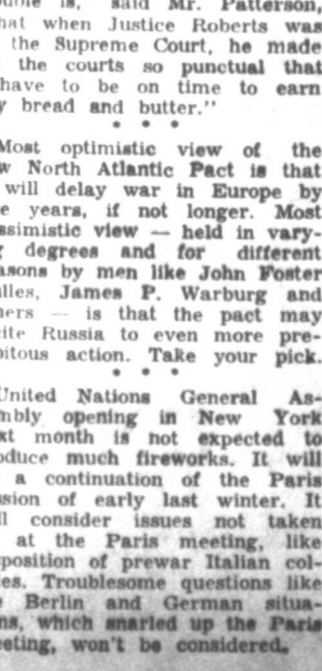 is, said Mr. Patterson,
hat when Justice Roberts was
the Supreme Court, he made
the courts so punctual that
have to be on time to earn
y bread and butter."
* * *
Most optimistic view of the
w North Atlantic Pact is that
will delay war in Europe by
e years, if not longer. Most
ssimistic view — held in vary-
g degrees and for different
asons by men like John Foster
lles, James P. Warburg and
hers — is that the pact may
cite Russia to even more pre-
pitous action. Take your pick.
* * *
United Nations General As-
mbly opening in New York
xt month is not expected to
oduce much fireworks. It will
a continuation of the Paris
ssion of early last winter. It
ll consider issues not taken
at the Paris meeting, like
sposition of prewar Italian col-
es. Troublesome questions like
e Berlin and German situa-
ns, which snarled up the Paris
eeting, won't be considered.